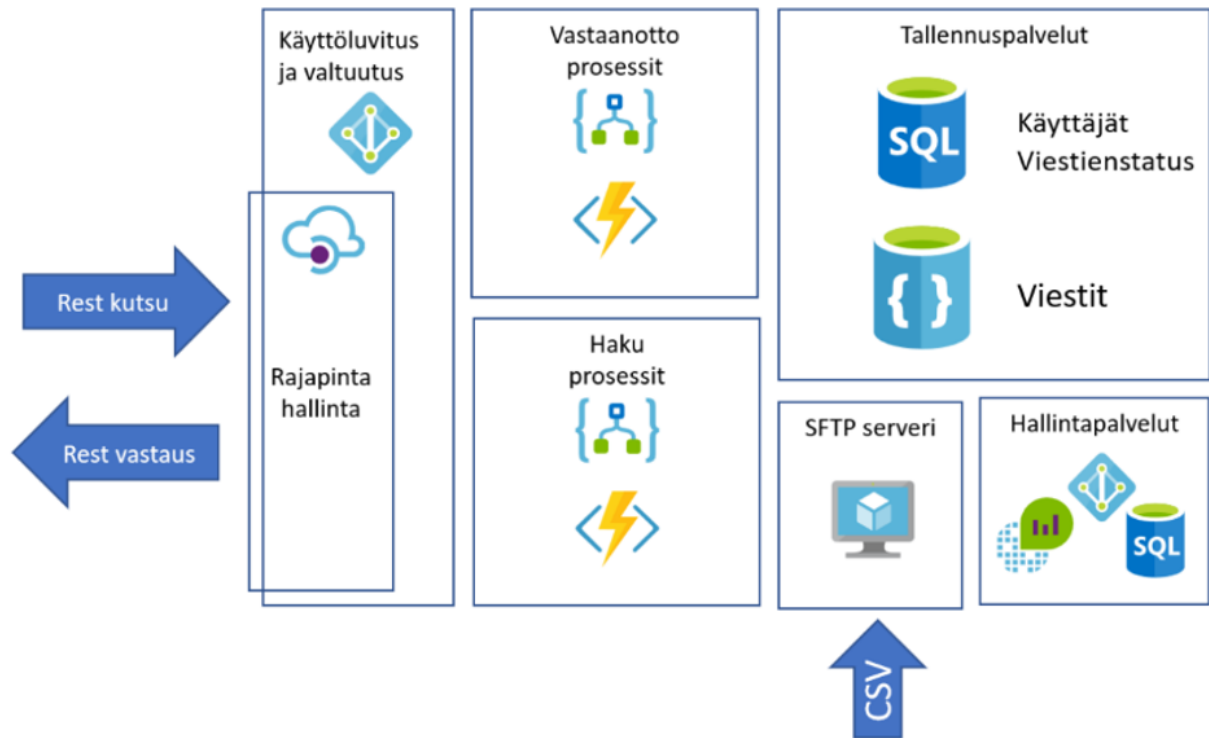 Käyttöluvitus
ja valtuutus
Rajapinta
hallinta
Rest kutsu
Rest vastaus
Vastaanotto
prosessit
Haku
prosessit
Tallennuspalvelut
SQL
Käyttäjät
Viestienstatus
{ }
Viestit
SFTP serveri
CSV
Hallintapalvelut
SQL